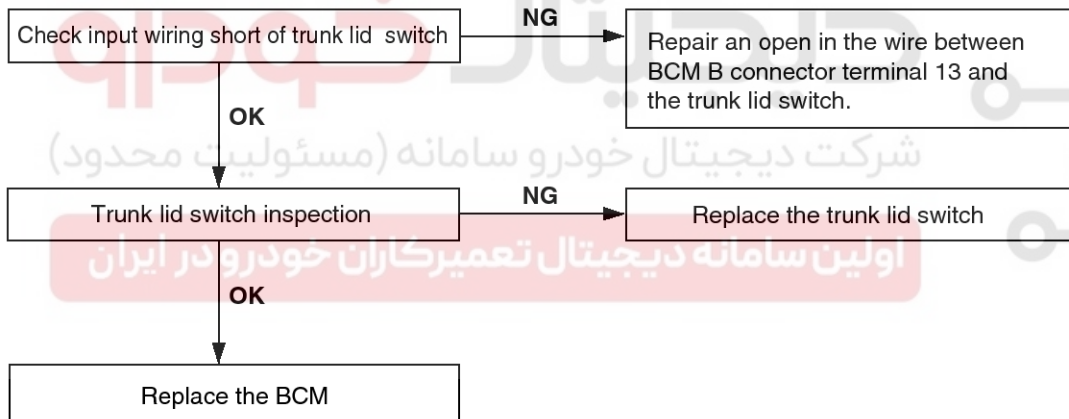 Check input wiring short of trunk lid switch
NG
Repair an open in the wire between
BCM B connector terminal 13 and
the trunk lid switch.
OK
شرکت دیجیتال خودرو سامانه (مسئولیت محدود)
Trunk lid switch inspection
NG
Replace the trunk lid switch
اولین سامانه دیجیتال تعمیرکاران خودرو در ایران
OK
Replace the BCM
دیجیتال خودرو